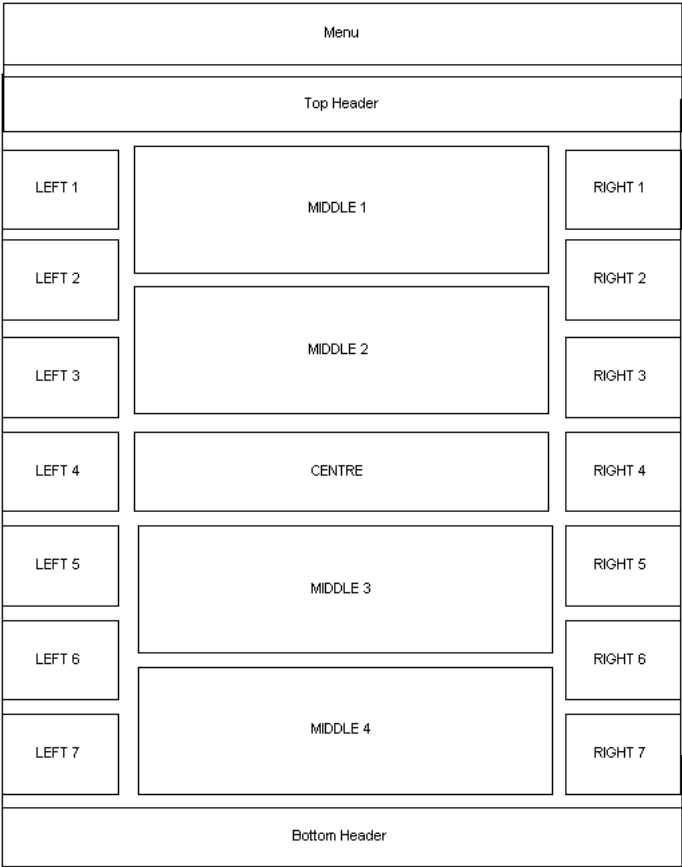 Menu
Top Header
LEFT 1
MIDDLE 1
RIGHT 1
LEFT 2
RIGHT 2
MIDDLE 2
LEFT 3
RIGHT 3
LEFT 4
CENTRE
RIGHT 4
LEFT 5
RIGHT 5
MIDDLE 3
LEFT 6
RIGHT 6
MIDDLE 4
LEFT 7
RIGHT 7
Bottom Header